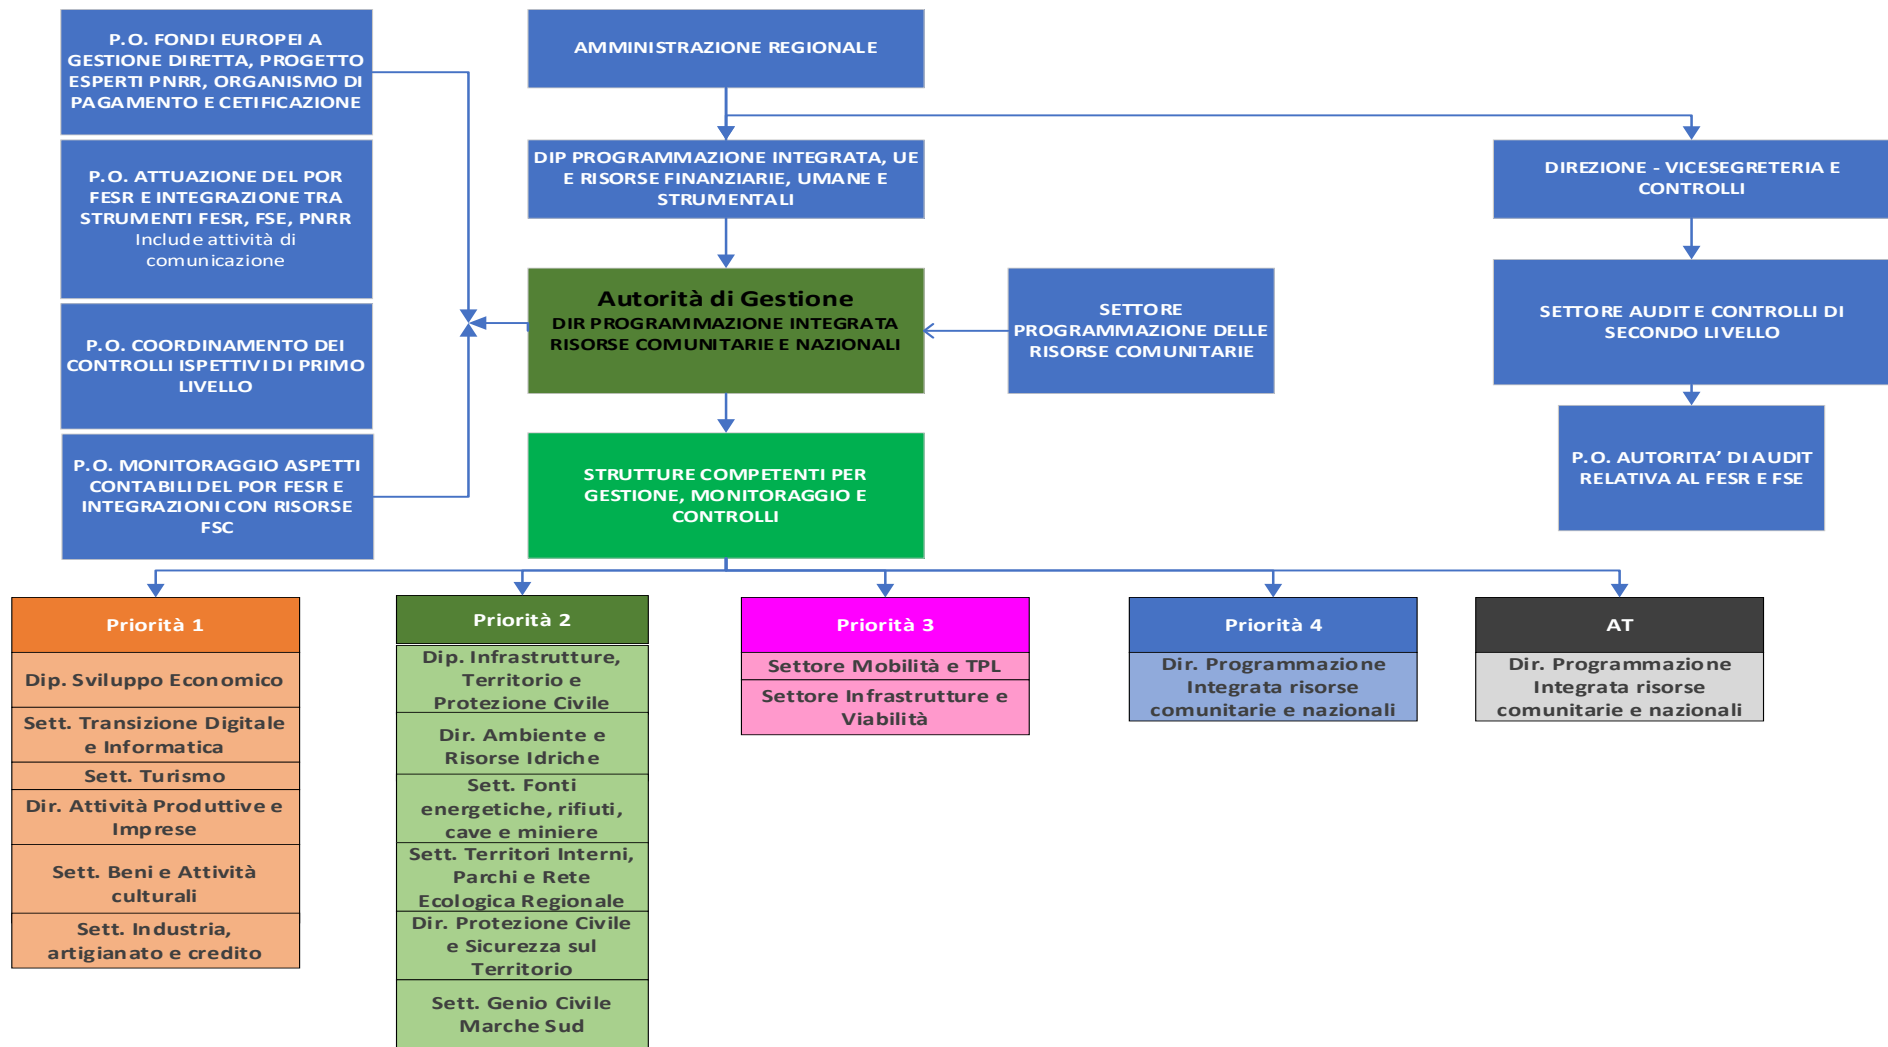 P.O. FONDI EUROPEI A
GESTIONE DIRETTA, PROGETTO
ESPERTI PNRR, ORGANISMO DI
PAGAMENTO E CETIFICAZIONE
AMMINISTRAZIONE REGIONALE
P.O. ATTUAZIONE DEL POR
FESR E INTEGRAZIONE TRA
STRUMENTI FESR, FSE, PNRR
Include attività di
comunicazione
DIP PROGRAMMAZIONE INTEGRATA, UE
E RISORSE FINANZIARIE, UMANE E
STRUMENTALI
DIREZIONE - VICESEGRETERIA E
CONTROLLI
P.O. COORDINAMENTO DEI
CONTROLLI ISPETTIVI DI PRIMO
LIVELLO
Autorità di Gestione
DIR PROGRAMMAZIONE INTEGRATA
RISORSE COMUNITARIE E NAZIONALI
SETTORE
PROGRAMMAZIONE DELLE
RISORSE COMUNITARIE
SETTORE AUDIT E CONTROLLI DI
SECONDO LIVELLO
P.O. MONITORAGGIO ASPETTI
CONTABILI DEL POR FESR E
INTEGRAZIONI CON RISORSE
FSC
STRUTTURE COMPETENTI PER
GESTIONE, MONITORAGGIO E
CONTROLLI
P.O. AUTORITA’ DI AUDIT
RELATIVA AL FESR E FSE
Priorità 1
Dip. Sviluppo Economico
Sett. Transizione Digitale
e Informatica
Sett. Turismo
Dir. Attività Produttive e
Imprese
Sett. Beni e Attività
culturali
Sett. Industria,
artigianato e credito
Priorità 2
Dip. Infrastrutture,
Territorio e
Protezione Civile
Dir. Ambiente e
Risorse Idriche
Sett. Fonti
energetiche, rifiuti,
cave e miniere
Sett. Territori Interni,
Parchi e Rete
Ecologica Regionale
Dir. Protezione Civile
e Sicurezza sul
Territorio
Sett. Genio Civile
Marche Sud
Priorità 3
Settore Mobilità e TPL
Settore Infrastrutture e
Viabilità
Priorità 4
Dir. Programmazione
Integrata risorse
comunitarie e nazionali
AT
Dir. Programmazione
Integrata risorse
comunitarie e nazionali